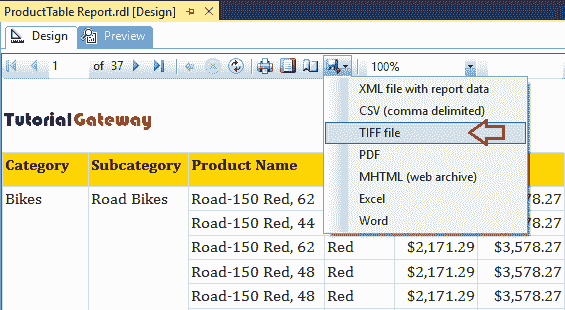 ProductTable Report.rdl [Design]
Design Preview
1 of 37 100%
XML file with report data
CSV (comma delimited)
TIFF file
PDF
MHTML (web archive)
Excel
Word
Tutorial Gateway
Category Subcategory Product Name
Bikes Road Bikes Road-150 Red, 62 578.27
Road-150 Red, 44 578.27
Road-150 Red, 62 Red $2,171.29 $3,578.27
Road-150 Red, 48 Red $2,171.29 $3,578.27
Road-150 Red, 48 Red $2,171.29 $3,578.27